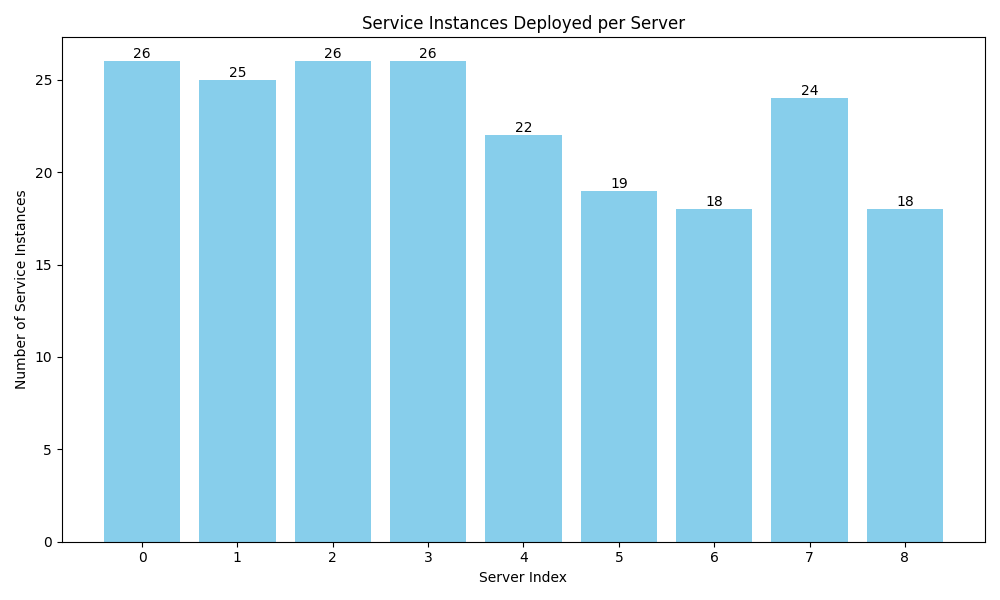 Service Instances Deployed per Server
26 25 26 26 22 19 18 24 18
Number of Service Instances
25
20
15
10
5
0
0 1 2 3 4 5 6 7 8
Server Index